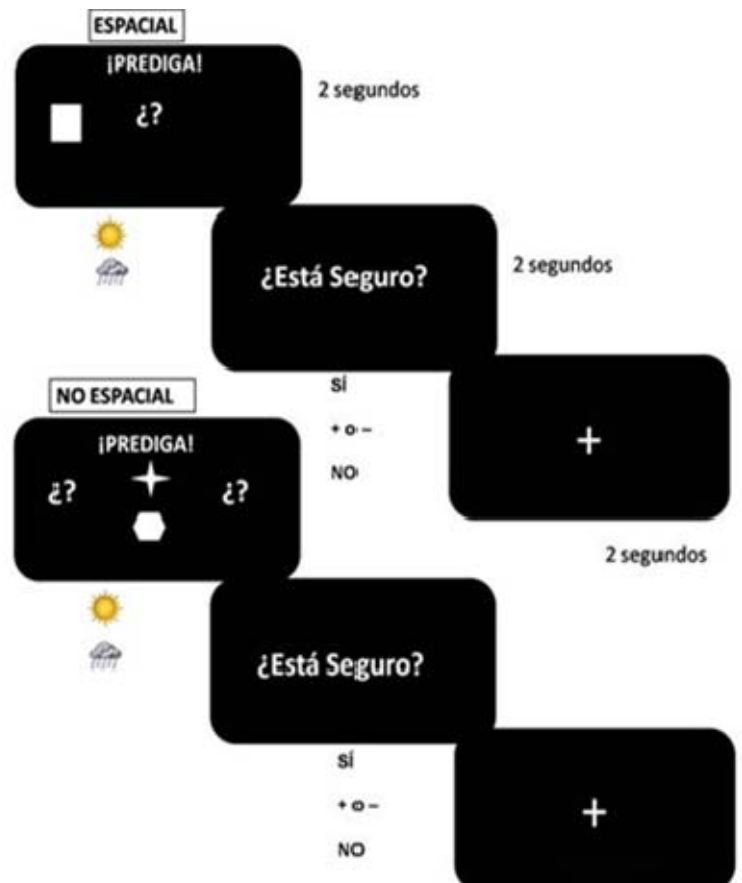 ESPACIAL
¡PREDIGA!
¿?
2 segundos
¿Está Seguro?
2 segundos
SÍ
+ o –
NO
+
2 segundos
NO ESPACIAL
¡PREDIGA!
¿? ¿?
¿Está Seguro?
SÍ
+ o –
NO
+